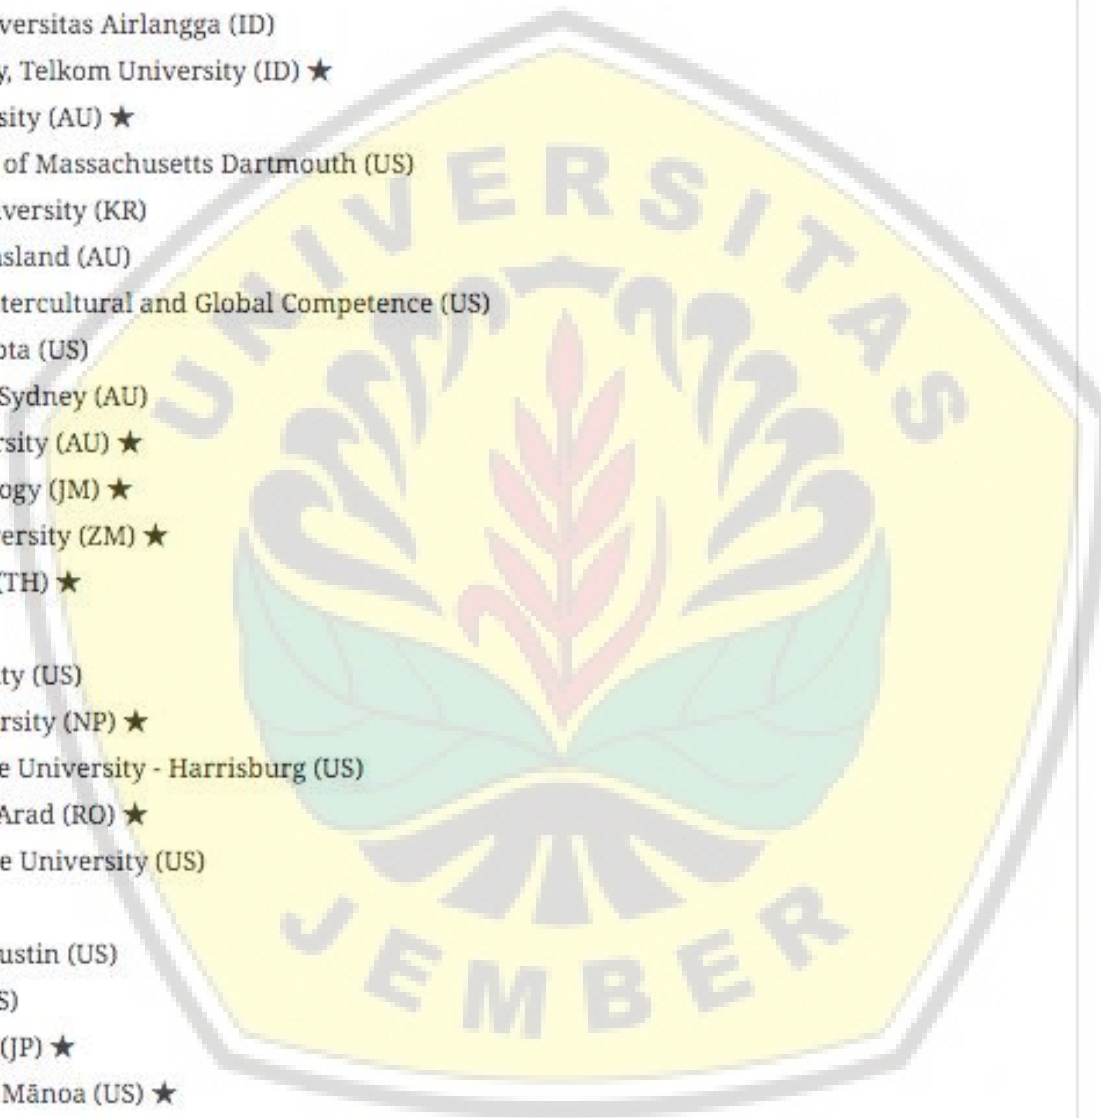 versitas Airlangga (ID)
y, Telkom University (ID) ★
sity (AU) ★
of Massachusetts Dartmouth (US)
versity (KR)
nsland (AU)
tercultural and Global Competence (US)
ota (US)
Sydney (AU)
rsity (AU) ★
ogy (JM) ★
ersity (ZM) ★
(TH) ★
ity (US)
rsity (NP) ★
e University - Harrisburg (US)
Arad (RO) ★
e University (US)
ustin (US)
S)
(JP) ★
Mānoa (US) ★
UNIVERSITAS
JEMBER